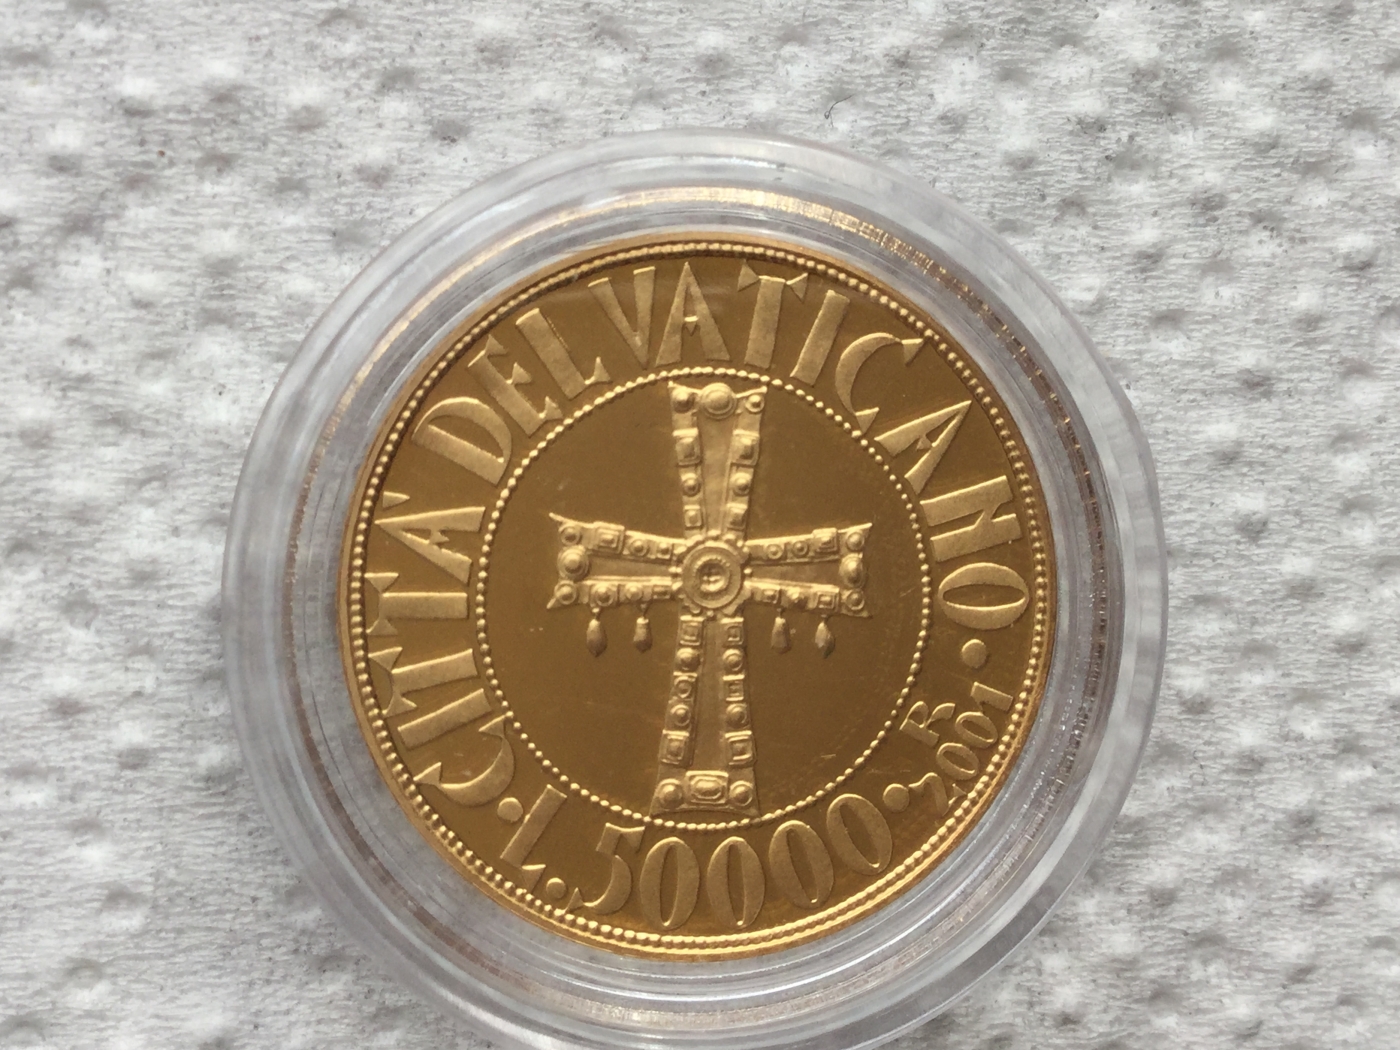 CITTA' DEL VATICANO
R
2001
L. 50000